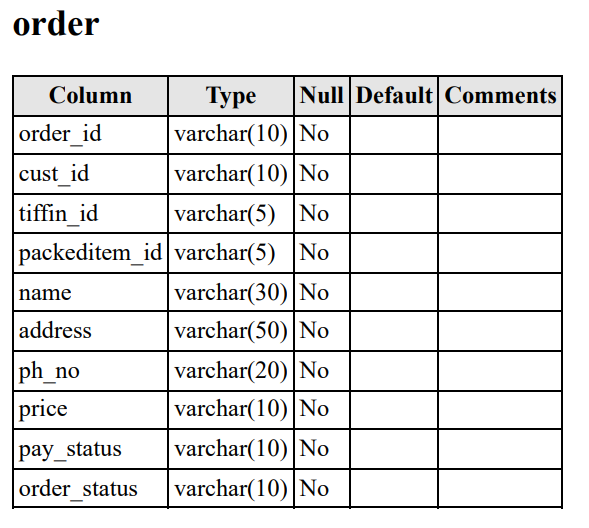 order
Column Type Null Default Comments
order_id varchar(10) No
cust_id varchar(10) No
tiffin_id varchar(5) No
packeditem_id varchar(5) No
name varchar(30) No
address varchar(50) No
ph_no varchar(20) No
price varchar(10) No
pay_status varchar(10) No
order_status varchar(10) No